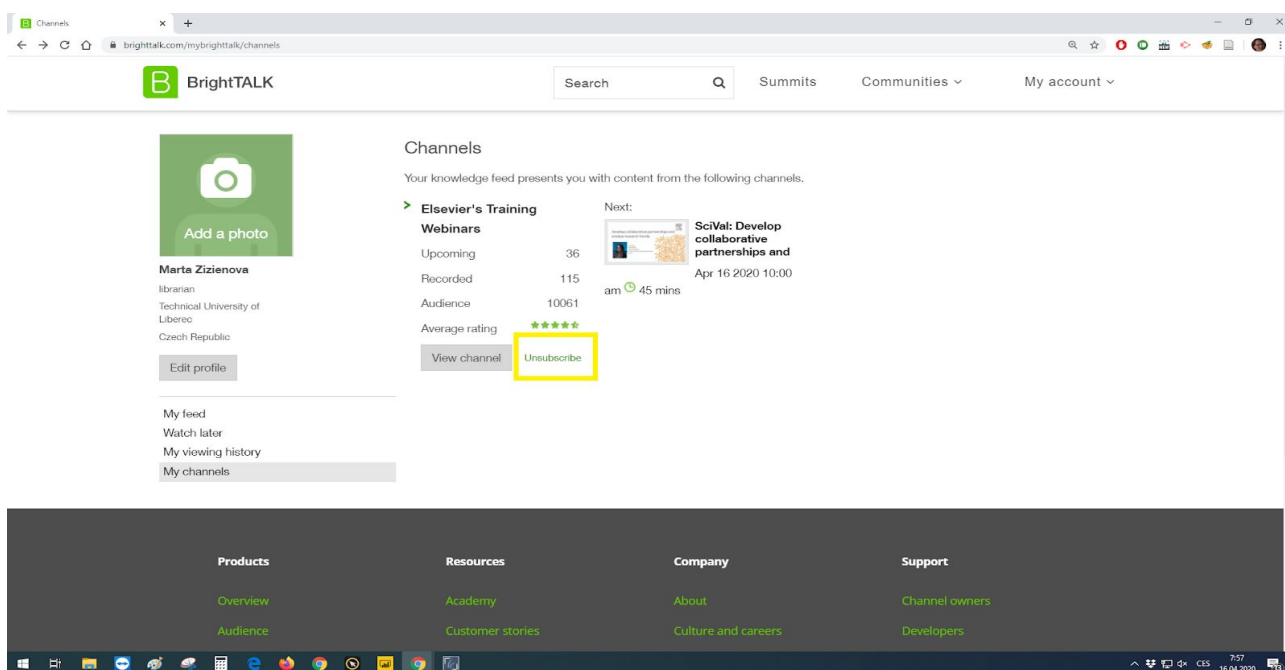 Channels
brighttalk.com/mybrighttalk/channels
BrightTALK
Search
Summits
Communities
My account
Add a photo
Marta Zizienova
librarian
Technical University of
Liberec
Czech Republic
Edit profile
My feed
Watch later
My viewing history
My channels
Channels
Your knowledge feed presents you with content from the following channels.
Elsevier's Training
Webinars
Upcoming 36
Recorded 115
Audience 10061
Average rating
View channel
Unsubscribe
Next:
SciVal: Develop
collaborative
partnerships and
Apr 16 2020 10:00
am 45 mins
Products
Overview
Audience
Resources
Academy
Customer stories
Company
About
Culture and careers
Support
Channel owners
Developers
CES
7:57
16.04.2020